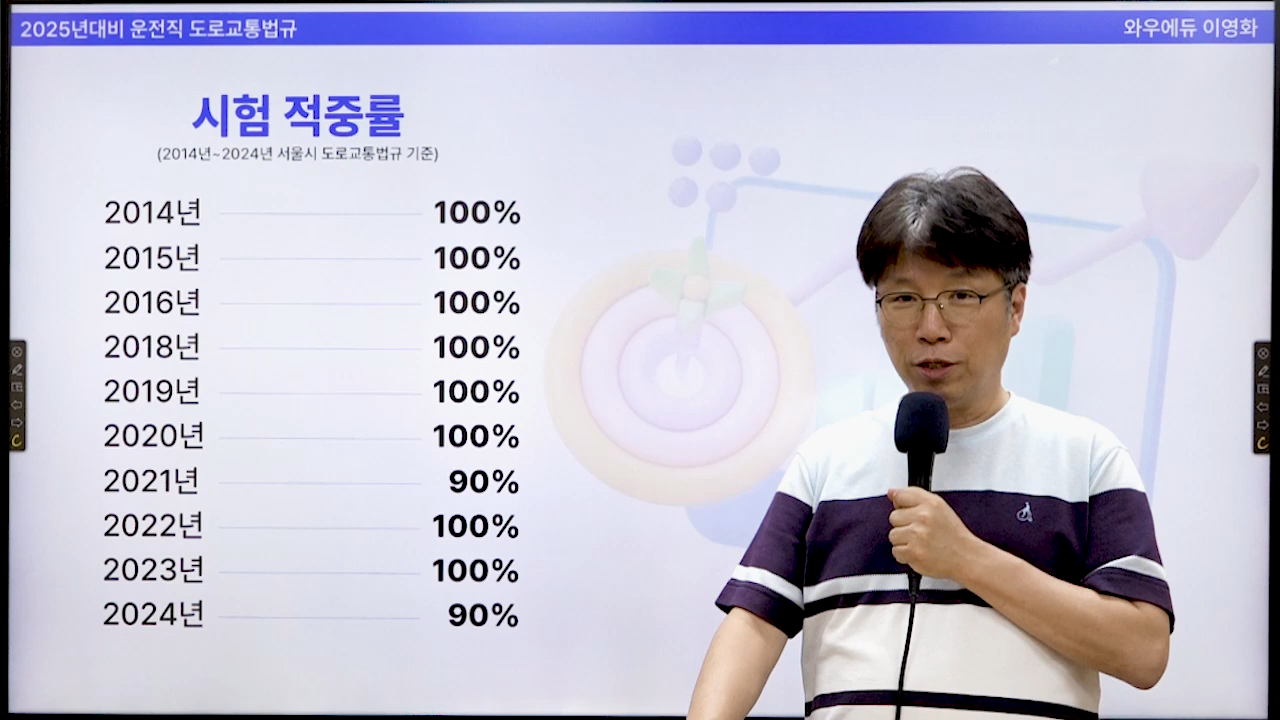 2025년대비 운전직 도로교통법규
와우에듀 이영화
시험 적중률
(2014년~2024년 서울시 도로교통법규 기준)
2014년 100%
2015년 100%
2016년 100%
2018년 100%
2019년 100%
2020년 100%
2021년 90%
2022년 100%
2023년 100%
2024년 90%